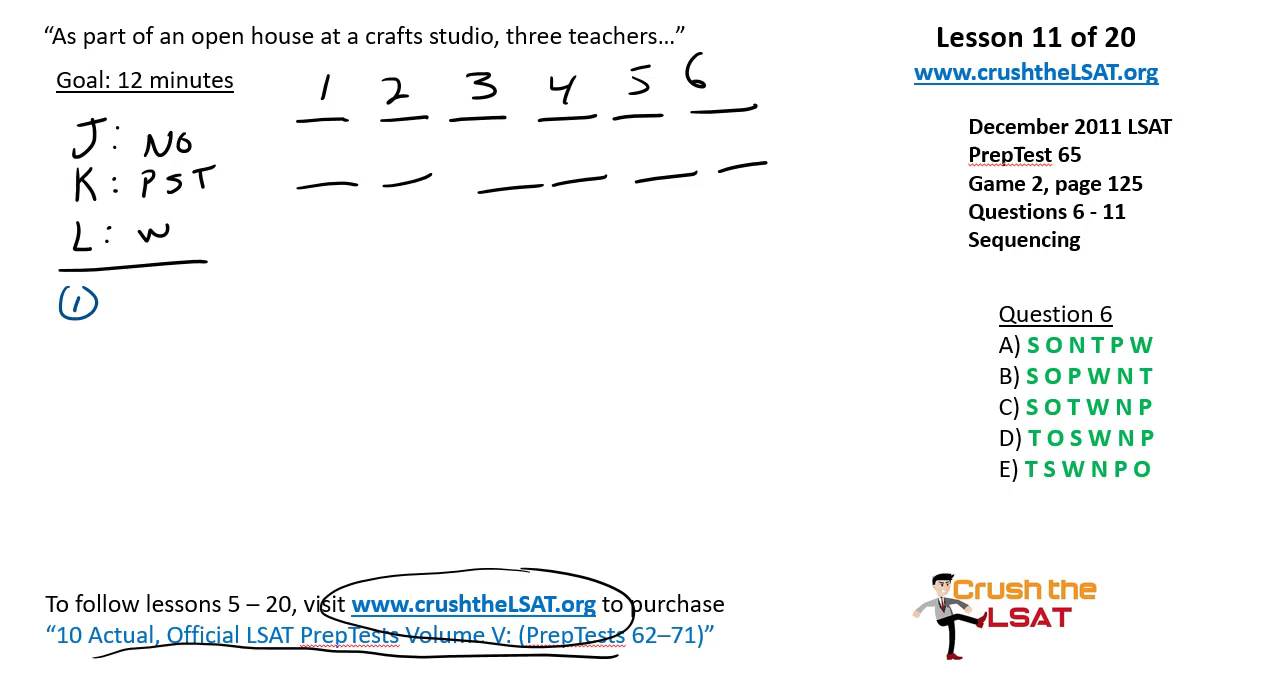 “As part of an open house at a crafts studio, three teachers…”
Goal: 12 minutes
1 2 3 4 5 6
J: NO
K: PST
L: W
1
Lesson 11 of 20
www.crushtheLSAT.org
December 2011 LSAT
PrepTest 65
Game 2, page 125
Questions 6 - 11
Sequencing
Question 6
A) S O N T P W
B) S O P W N T
C) S O T W N P
D) T O S W N P
E) T S W N P O
To follow lessons 5 – 20, visit www.crushtheLSAT.org to purchase
“10 Actual, Official LSAT PrepTests Volume V: (PrepTests 62–71)”
Crush the
LSAT